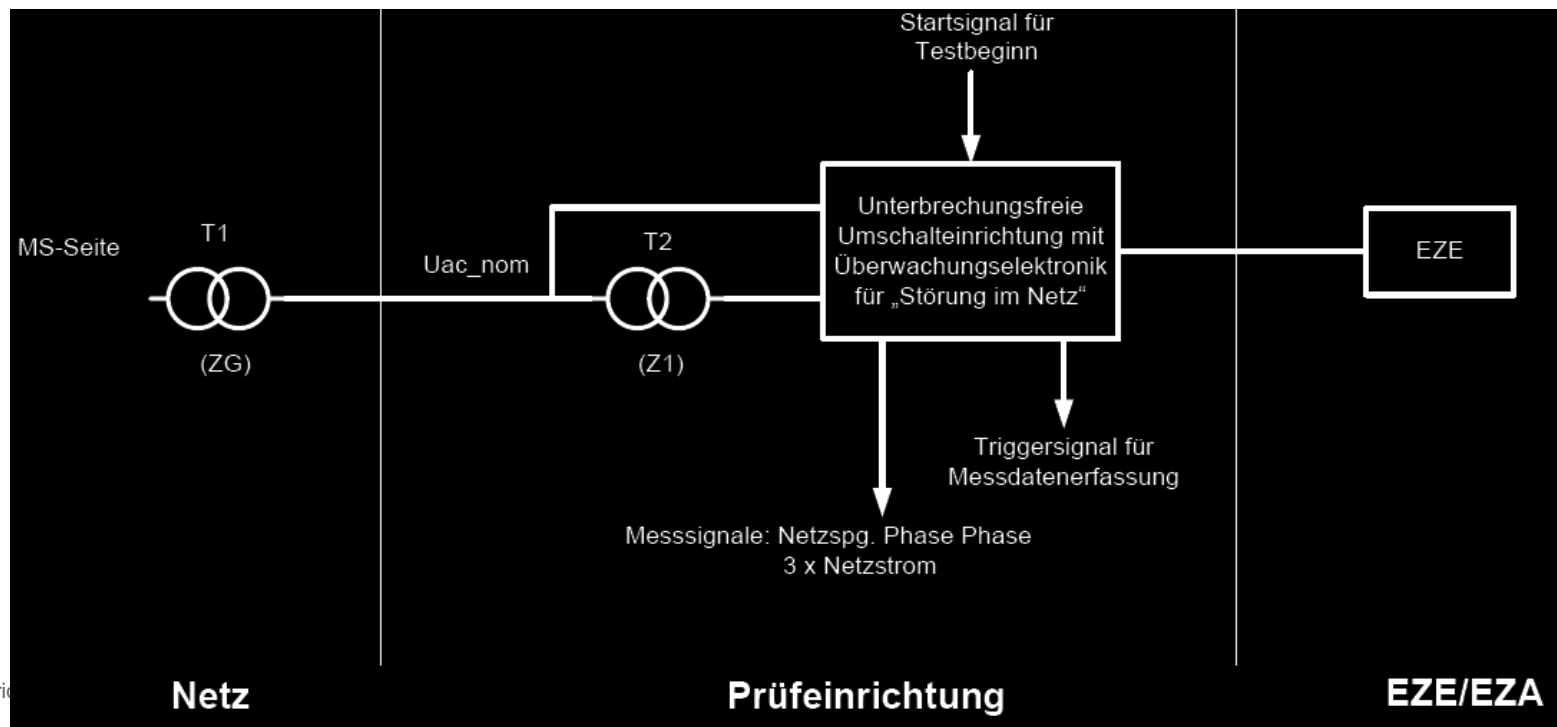 Startsignal für
Testbeginn
MS-Seite
T1
(ZG)
Uac_nom
T2
(Z1)
Unterbrechungsfreie
Umschalteinrichtung mit
Überwachungselektronik
für „Störung im Netz“
EZE
Triggersignal für
Messdatenerfassung
Messsignale: Netzspg. Phase Phase
3 x Netzstrom
Netz
Prüfeinrichtung
EZE/EZA